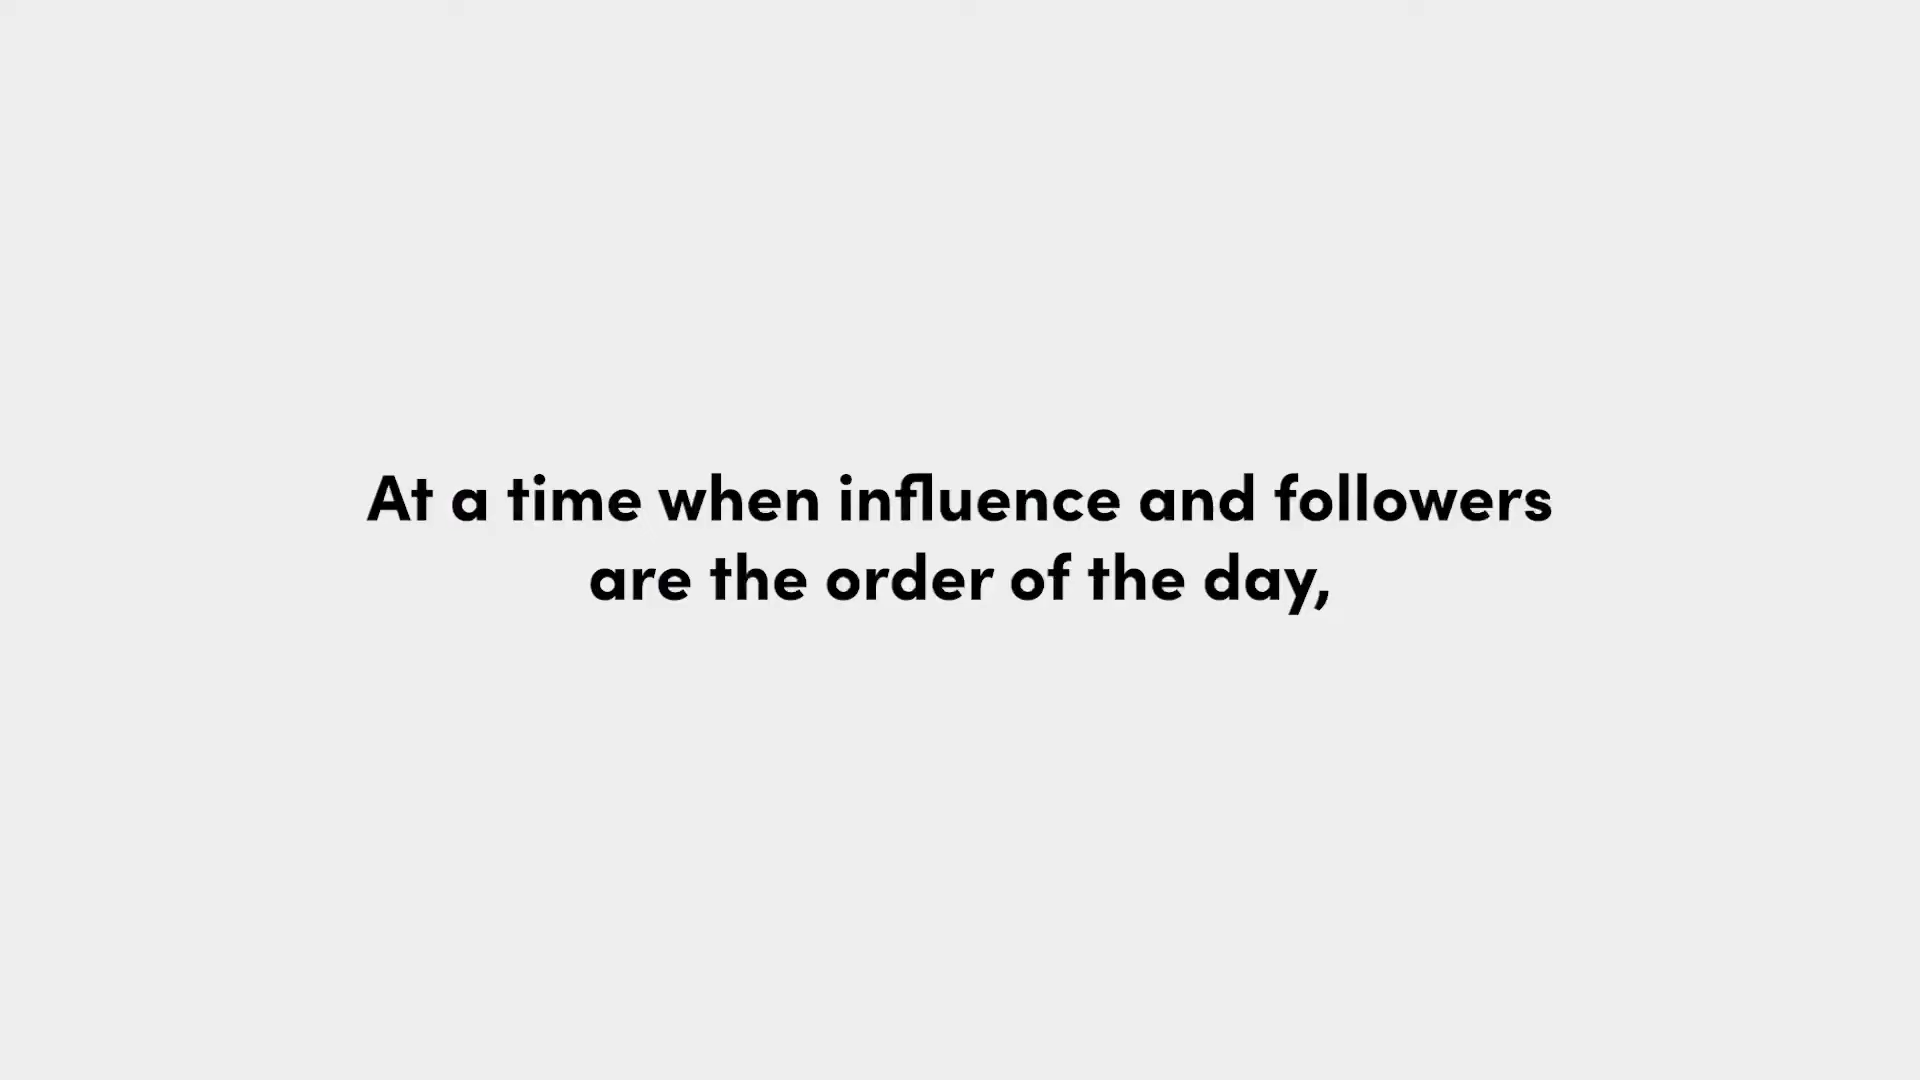 At a time when influence and followers
are the order of the day,